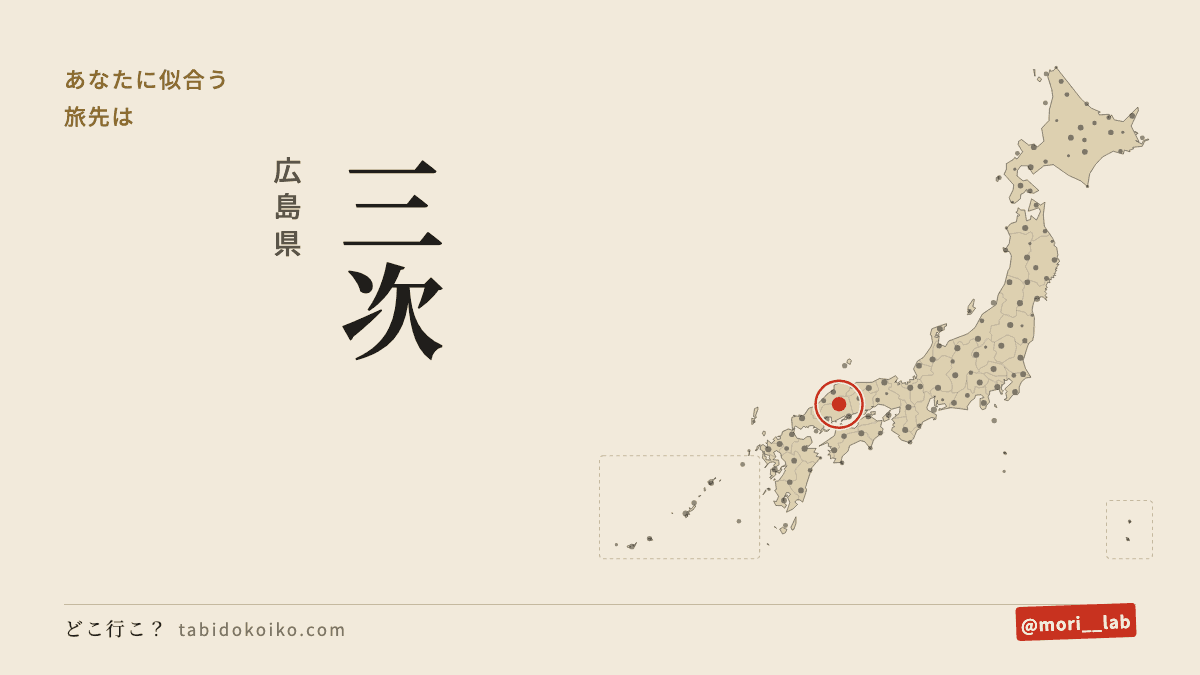 あなたに似合う
旅先は
三次
広島県
どこ行こ？ tabidokoiko.com
@mori__lab